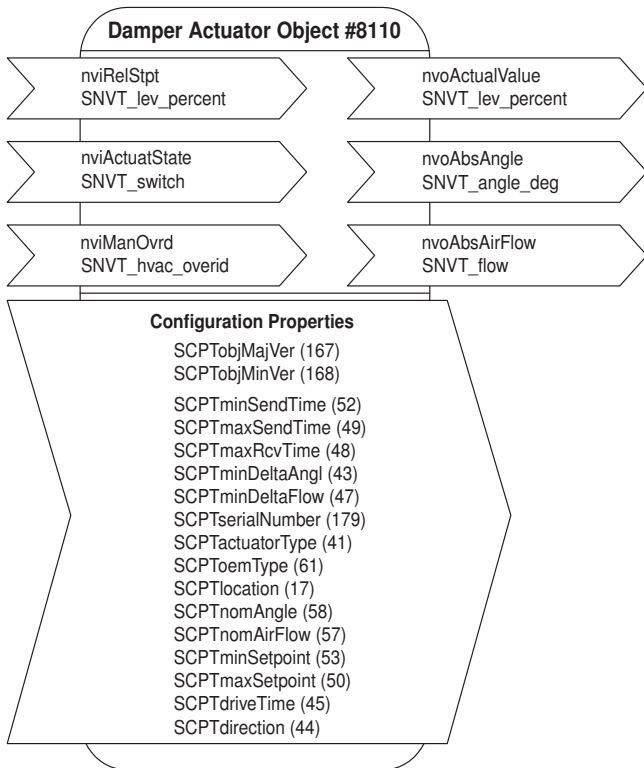 Damper Actuator Object #8110
nviRelStpt
SNVT_lev_percent
nvoActualValue
SNVT_lev_percent
nviActuatState
SNVT_switch
nvoAbsAngle
SNVT_angle_deg
nviManOvrd
SNVT_hvac_overid
nvoAbsAirFlow
SNVT_flow
Configuration Properties
SCPTobjMajVer (167)
SCPTobjMinVer (168)
SCPTminSendTime (52)
SCPTmaxSendTime (49)
SCPTmaxRcvTime (48)
SCPTminDeltaAngl (43)
SCPTminDeltaFlow (47)
SCPTserialNumber (179)
SCPTactuatorType (41)
SCPToemType (61)
SCPTlocation (17)
SCPTnomAngle (58)
SCPTnomAirFlow (57)
SCPTminSetpoint (53)
SCPTmaxSetpoint (50)
SCPTdriveTime (45)
SCPTdirection (44)